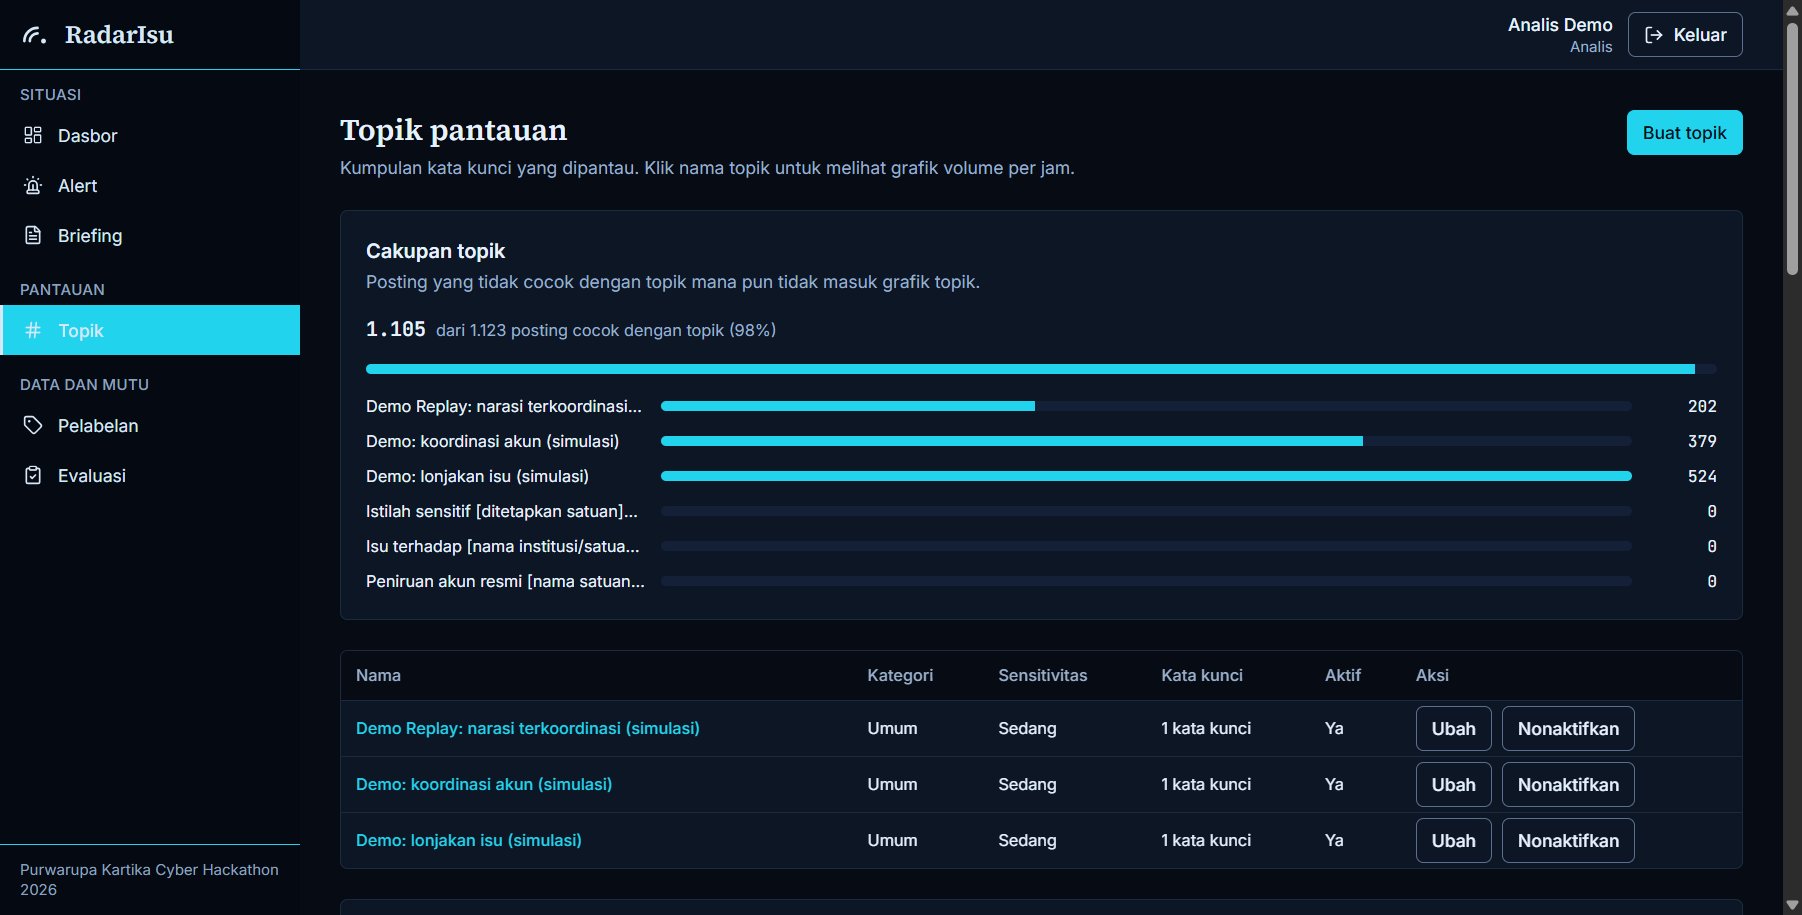 RadarIsu
Analis Demo
Analis
Keluar
SITUASI
Dasbor
Alert
Briefing
PANTAUAN
Topik
DATA DAN MUTU
Pelabelan
Evaluasi
Purwarupa Kartika Cyber Hackathon
2026
Topik pantauan
Buat topik
Kumpulan kata kunci yang dipantau. Klik nama topik untuk melihat grafik volume per jam.
Cakupan topik
Posting yang tidak cocok dengan topik mana pun tidak masuk grafik topik.
1.105 dari 1.123 posting cocok dengan topik (98%)
Demo Replay: narasi terkoordinasi... 202
Demo: koordinasi akun (simulasi) 379
Demo: lonjakan isu (simulasi) 524
Istilah sensitif [ditetapkan satuan]... 0
Isu terhadap [nama institusi/satua... 0
Peniruan akun resmi [nama satuan... 0
Nama Kategori Sensitivitas Kata kunci Aktif Aksi
Demo Replay: narasi terkoordinasi (simulasi) Umum Sedang 1 kata kunci Ya Ubah Nonaktifkan
Demo: koordinasi akun (simulasi) Umum Sedang 1 kata kunci Ya Ubah Nonaktifkan
Demo: lonjakan isu (simulasi) Umum Sedang 1 kata kunci Ya Ubah Nonaktifkan